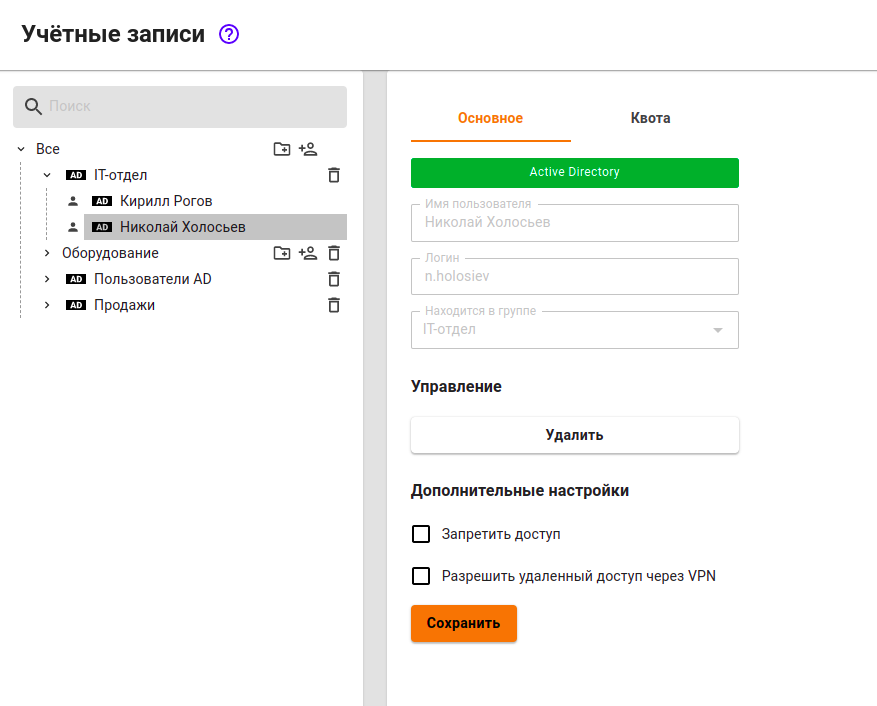 Учётные записи
Поиск
Все
AD IT-отдел
AD Кирилл Рогов
AD Николай Холосьев
Оборудование
AD Пользователи AD
AD Продажи
Основное Квота
Active Directory
Имя пользователя
Николай Холосьев
Логин
n.holosiev
Находится в группе
IT-отдел
Управление
Удалить
Дополнительные настройки
Запретить доступ
Разрешить удаленный доступ через VPN
Сохранить